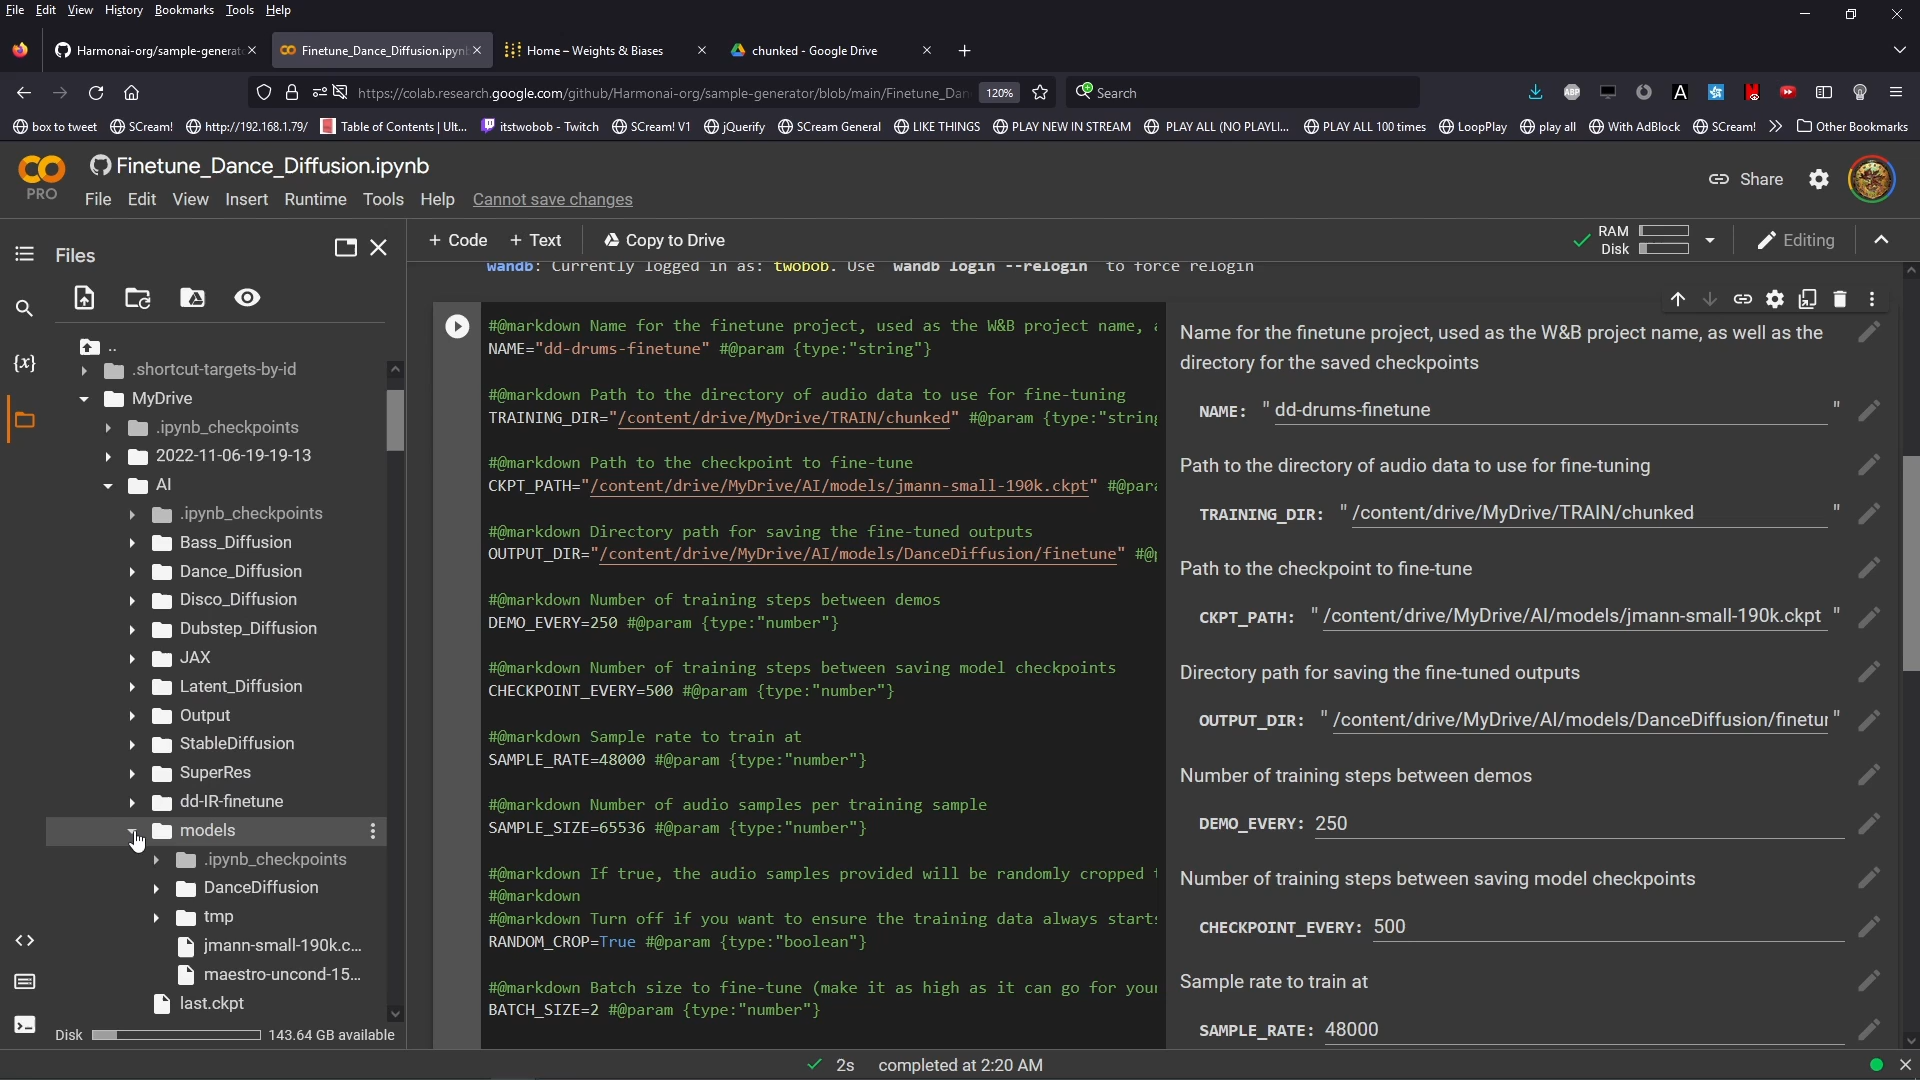 File Edit View History Bookmarks Tools Help
Harmonai-org/sample-generat
Finetune_Dance_Diffusion.ipyn
Home – Weights & Biases
chunked - Google Drive
https://colab.research.google.com/github/Harmonai-org/sample-generator/blob/main/Finetune_Dan
120%
Search
box to tweet SCream! http://192.168.1.79/ Table of Contents | Ult... itstwobob - Twitch SCream! V1 jQuerify SCream General LIKE THINGS PLAY NEW IN STREAM PLAY ALL (NO PLAYLI... PLAY ALL 100 times LoopPlay play all With AdBlock SCream! Other Bookmarks
PRO
Finetune_Dance_Diffusion.ipynb
File Edit View Insert Runtime Tools Help Cannot save changes
Share
Files
+ Code + Text Copy to Drive
RAM
Disk
Editing
..
.shortcut-targets-by-id
MyDrive
.ipynb_checkpoints
2022-11-06-19-19-13
AI
.ipynb_checkpoints
Bass_Diffusion
Dance_Diffusion
Disco_Diffusion
Dubstep_Diffusion
JAX
Latent_Diffusion
Output
StableDiffusion
SuperRes
dd-IR-finetune
models
.ipynb_checkpoints
DanceDiffusion
tmp
jmann-small-190k.c...
maestro-uncond-15...
last.ckpt
Disk 143.64 GB available
wandb: Currently logged in as: twobob. Use `wandb login --relogin` to force relogin
#@markdown Name for the finetune project, used as the W&B project name,
NAME="dd-drums-finetune" #@param {type:"string"}
#@markdown Path to the directory of audio data to use for fine-tuning
TRAINING_DIR="/content/drive/MyDrive/TRAIN/chunked" #@param {type:"string
#@markdown Path to the checkpoint to fine-tune
CKPT_PATH="/content/drive/MyDrive/AI/models/jmann-small-190k.ckpt" #@para
#@markdown Directory path for saving the fine-tuned outputs
OUTPUT_DIR="/content/drive/MyDrive/AI/models/DanceDiffusion/finetune" #@p
#@markdown Number of training steps between demos
DEMO_EVERY=250 #@param {type:"number"}
#@markdown Number of training steps between saving model checkpoints
CHECKPOINT_EVERY=500 #@param {type:"number"}
#@markdown Sample rate to train at
SAMPLE_RATE=48000 #@param {type:"number"}
#@markdown Number of audio samples per training sample
SAMPLE_SIZE=65536 #@param {type:"number"}
#@markdown If true, the audio samples provided will be randomly cropped
#@markdown
#@markdown Turn off if you want to ensure the training data always starts
RANDOM_CROP=True #@param {type:"boolean"}
#@markdown Batch size to fine-tune (make it as high as it can go for your
BATCH_SIZE=2 #@param {type:"number"}
Name for the finetune project, used as the W&B project name, as well as the
directory for the saved checkpoints
NAME: "dd-drums-finetune"
Path to the directory of audio data to use for fine-tuning
TRAINING_DIR: "/content/drive/MyDrive/TRAIN/chunked"
Path to the checkpoint to fine-tune
CKPT_PATH: "/content/drive/MyDrive/AI/models/jmann-small-190k.ckpt"
Directory path for saving the fine-tuned outputs
OUTPUT_DIR: "/content/drive/MyDrive/AI/models/DanceDiffusion/finetur"
Number of training steps between demos
DEMO_EVERY: 250
Number of training steps between saving model checkpoints
CHECKPOINT_EVERY: 500
Sample rate to train at
SAMPLE_RATE: 48000
2s completed at 2:20 AM